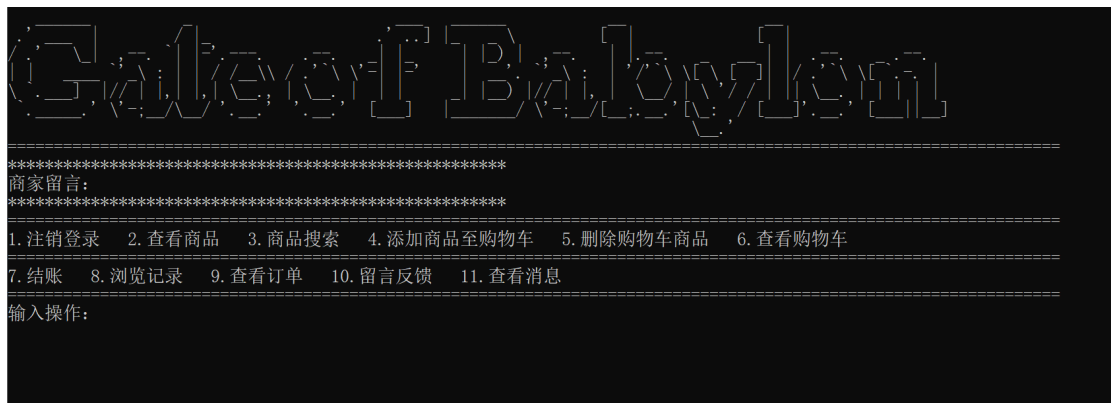 Gate of Babylon
==================================================================================================================
******************************************************
商家留言:
******************************************************
==================================================================================================================
1.注销登录 2.查看商品 3.商品搜索 4.添加商品至购物车 5.删除购物车商品 6.查看购物车
==================================================================================================================
7.结账 8.浏览记录 9.查看订单 10.留言反馈 11.查看消息
==================================================================================================================
输入操作: